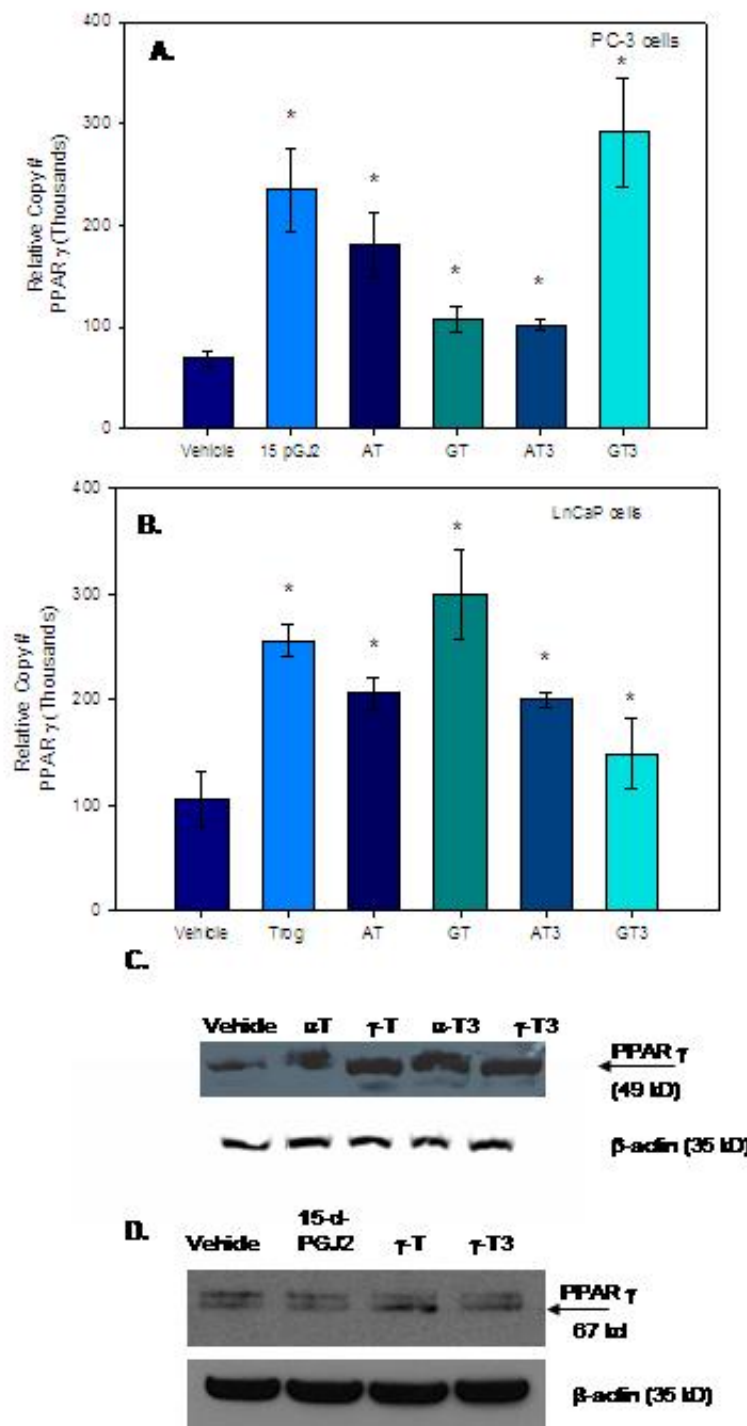 A.
PC-3 cells
Relative Copy #
PPAR γ (Thousands)
400
300
200
100
0
* * * * *
Vehicle 15 pGJ2 AT GT AT3 GT3
B.
LnCaP cells
Relative Copy #
PPAR γ (Thousands)
400
300
200
100
0
* * * * *
Vehicle Trog AT GT AT3 GT3
C.
Vehicle αT γ-T α-T3 γ-T3
PPAR γ
(49 kD)
β-actin (35 kD)
D.
15-d-
Vehicle PGJ2 γ-T γ-T3
PPAR γ
67 kd
β-actin (35 kD)